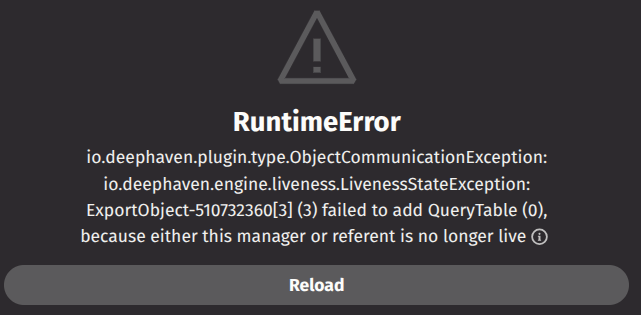 RuntimeError
io.deephaven.plugin.type.ObjectCommunicationException:
io.deephaven.engine.liveness.LivenessStateException:
ExportObject-510732360[3] (3) failed to add QueryTable (0),
because either this manager or referent is no longer live
Reload